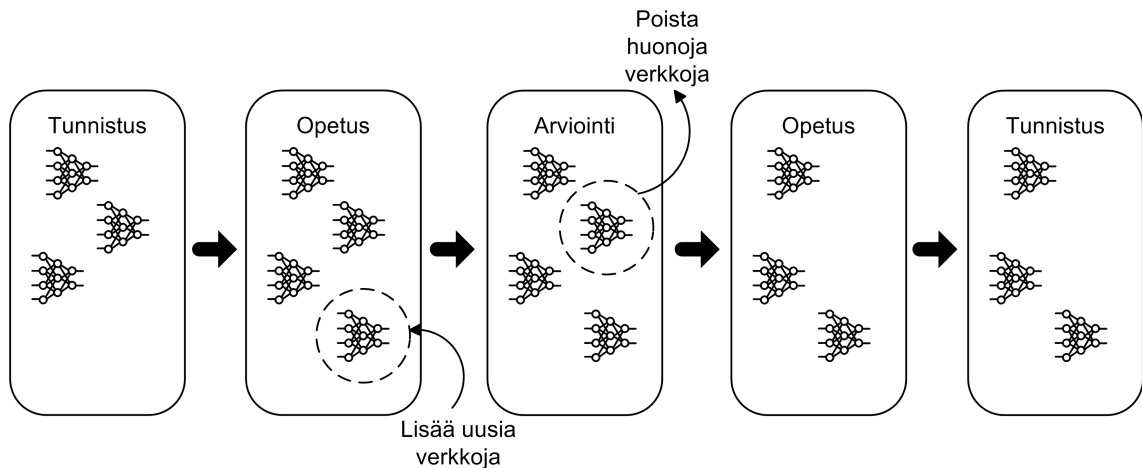 Poista
huonoja
verkkoja
Tunnistus
Opetus
Arviointi
Opetus
Tunnistus
Lisää uusia
verkkoja